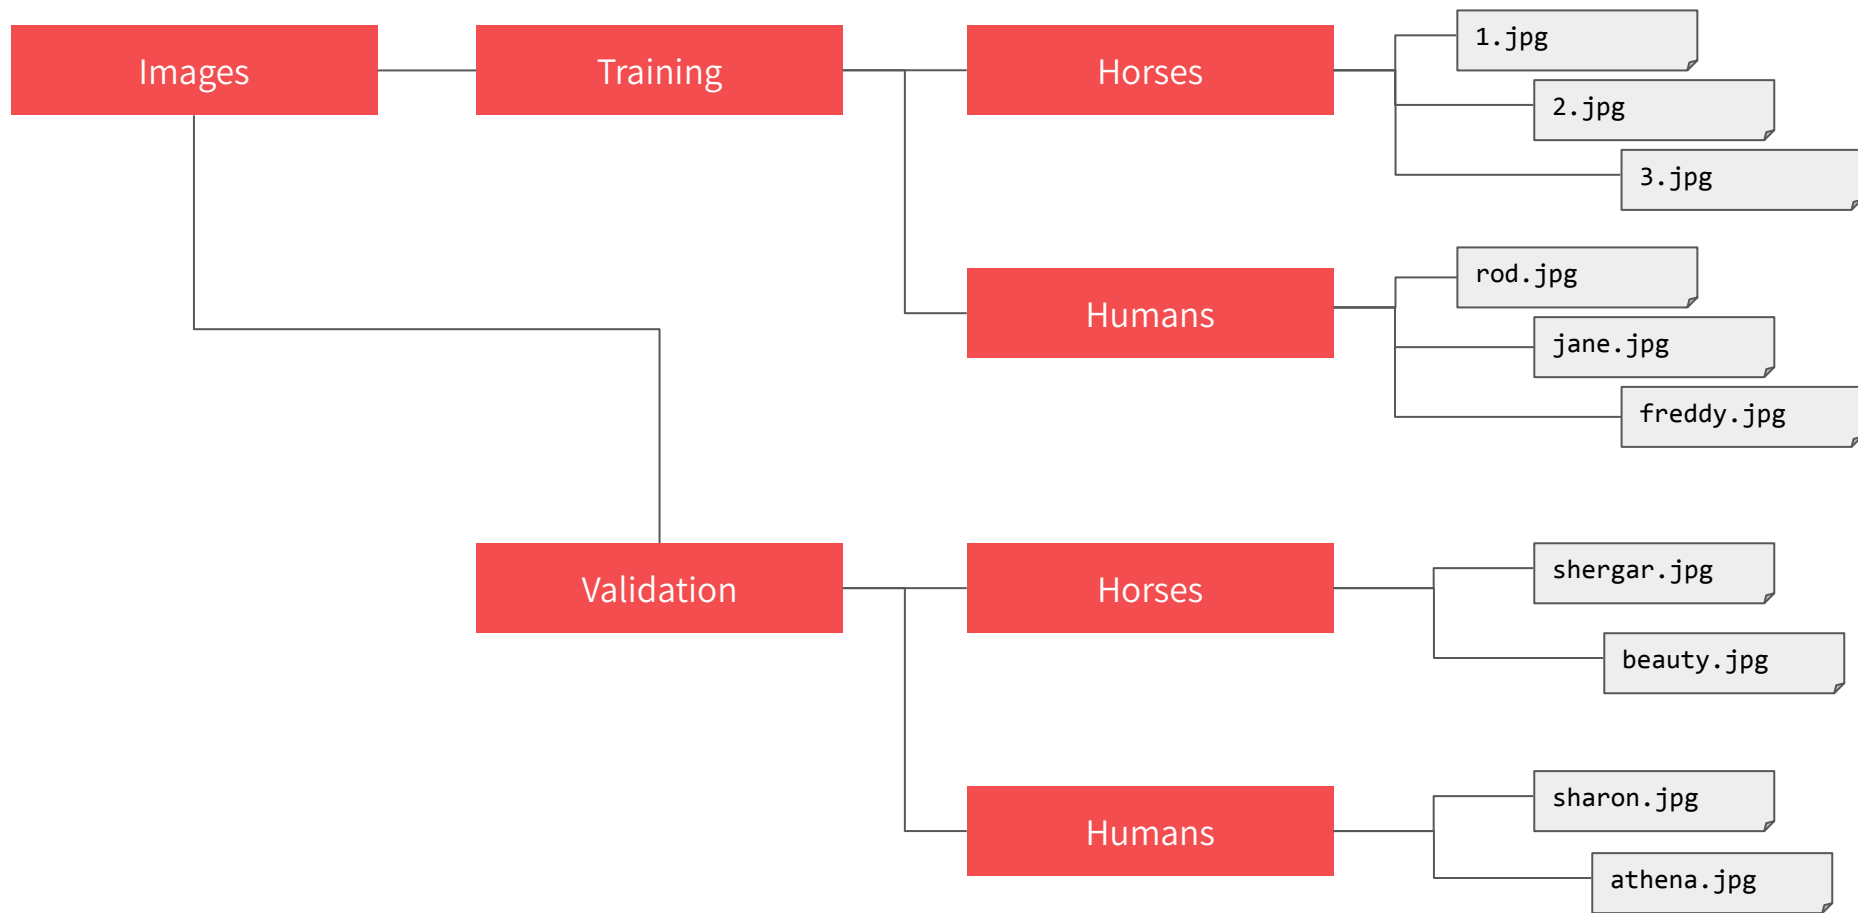 Images
Training
Horses
1.jpg
2.jpg
3.jpg
Humans
rod.jpg
jane.jpg
freddy.jpg
Validation
Horses
shergar.jpg
beauty.jpg
Humans
sharon.jpg
athena.jpg